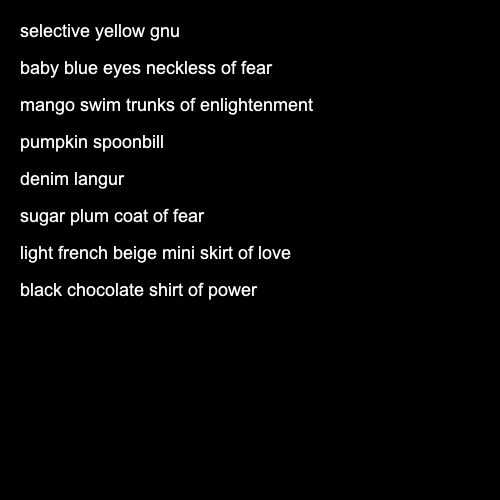 selective yellow gnu
baby blue eyes neckless of fear
mango swim trunks of enlightenment
pumpkin spoonbill
denim langur
sugar plum coat of fear
light french beige mini skirt of love
black chocolate shirt of power